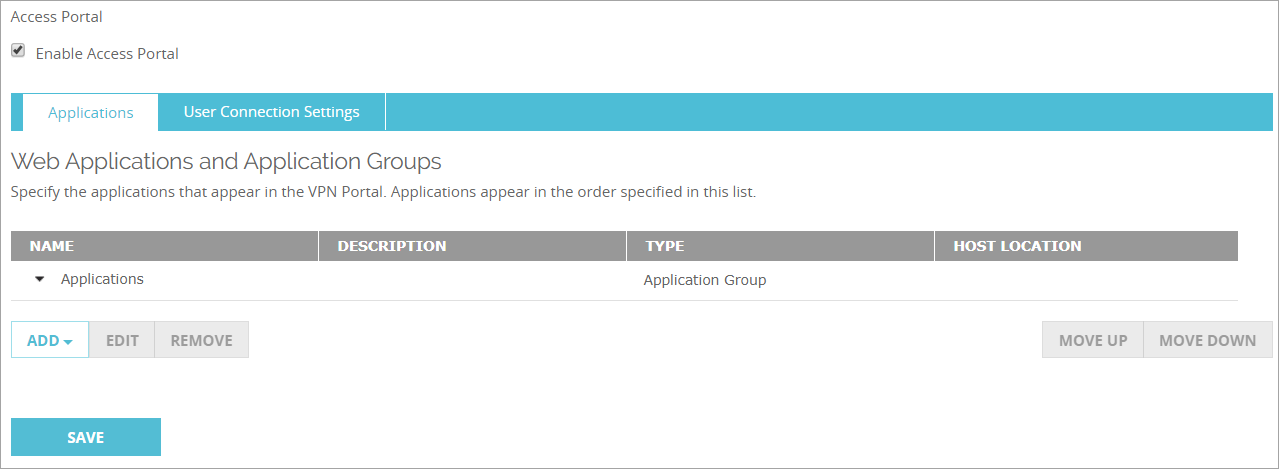 Access Portal
Enable Access Portal
Applications User Connection Settings
Web Applications and Application Groups
Specify the applications that appear in the VPN Portal. Applications appear in the order specified in this list.
NAME DESCRIPTION TYPE HOST LOCATION
Applications Application Group
ADD EDIT REMOVE MOVE UP MOVE DOWN
SAVE